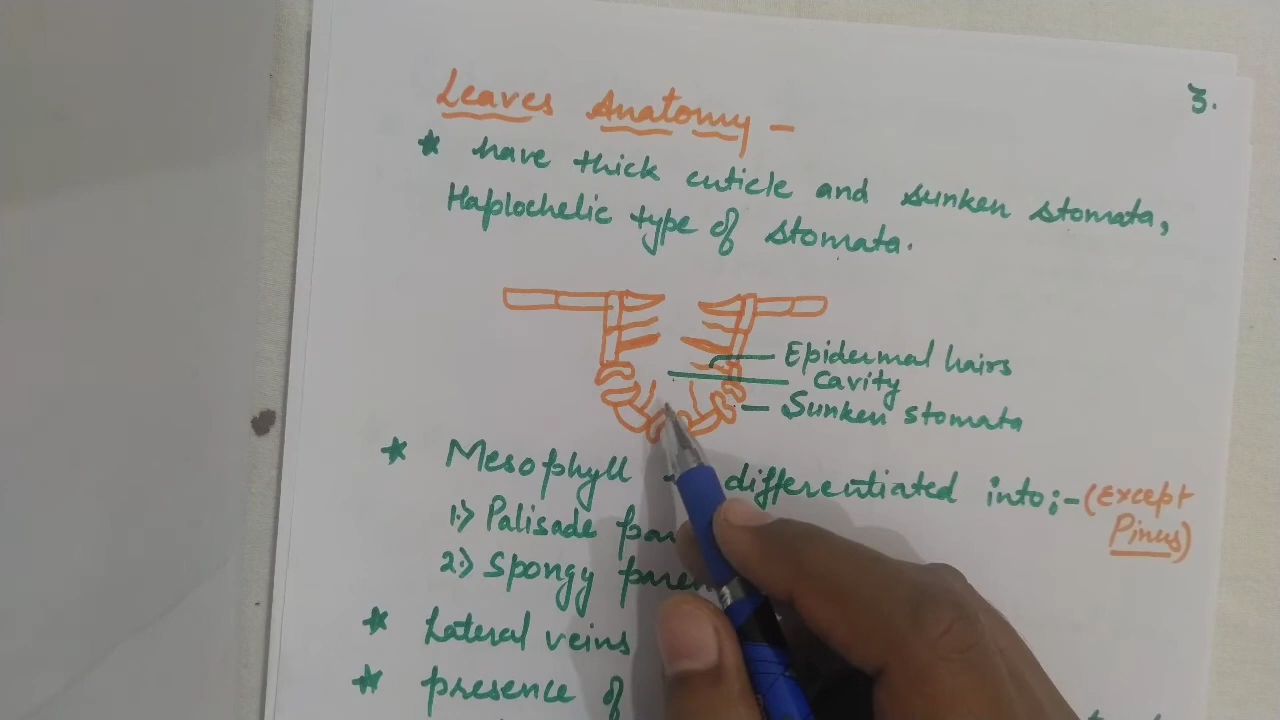 3.
Leaves Anatomy -
* have thick cuticle and sunken stomata,
Haplochelic type of stomata.
Epidermal hairs
cavity
Sunken stomata
* Mesophyll differentiated into;- (Except
Pinus)
1.) Palisade
2.) Spongy
* Lateral veins
* presence of